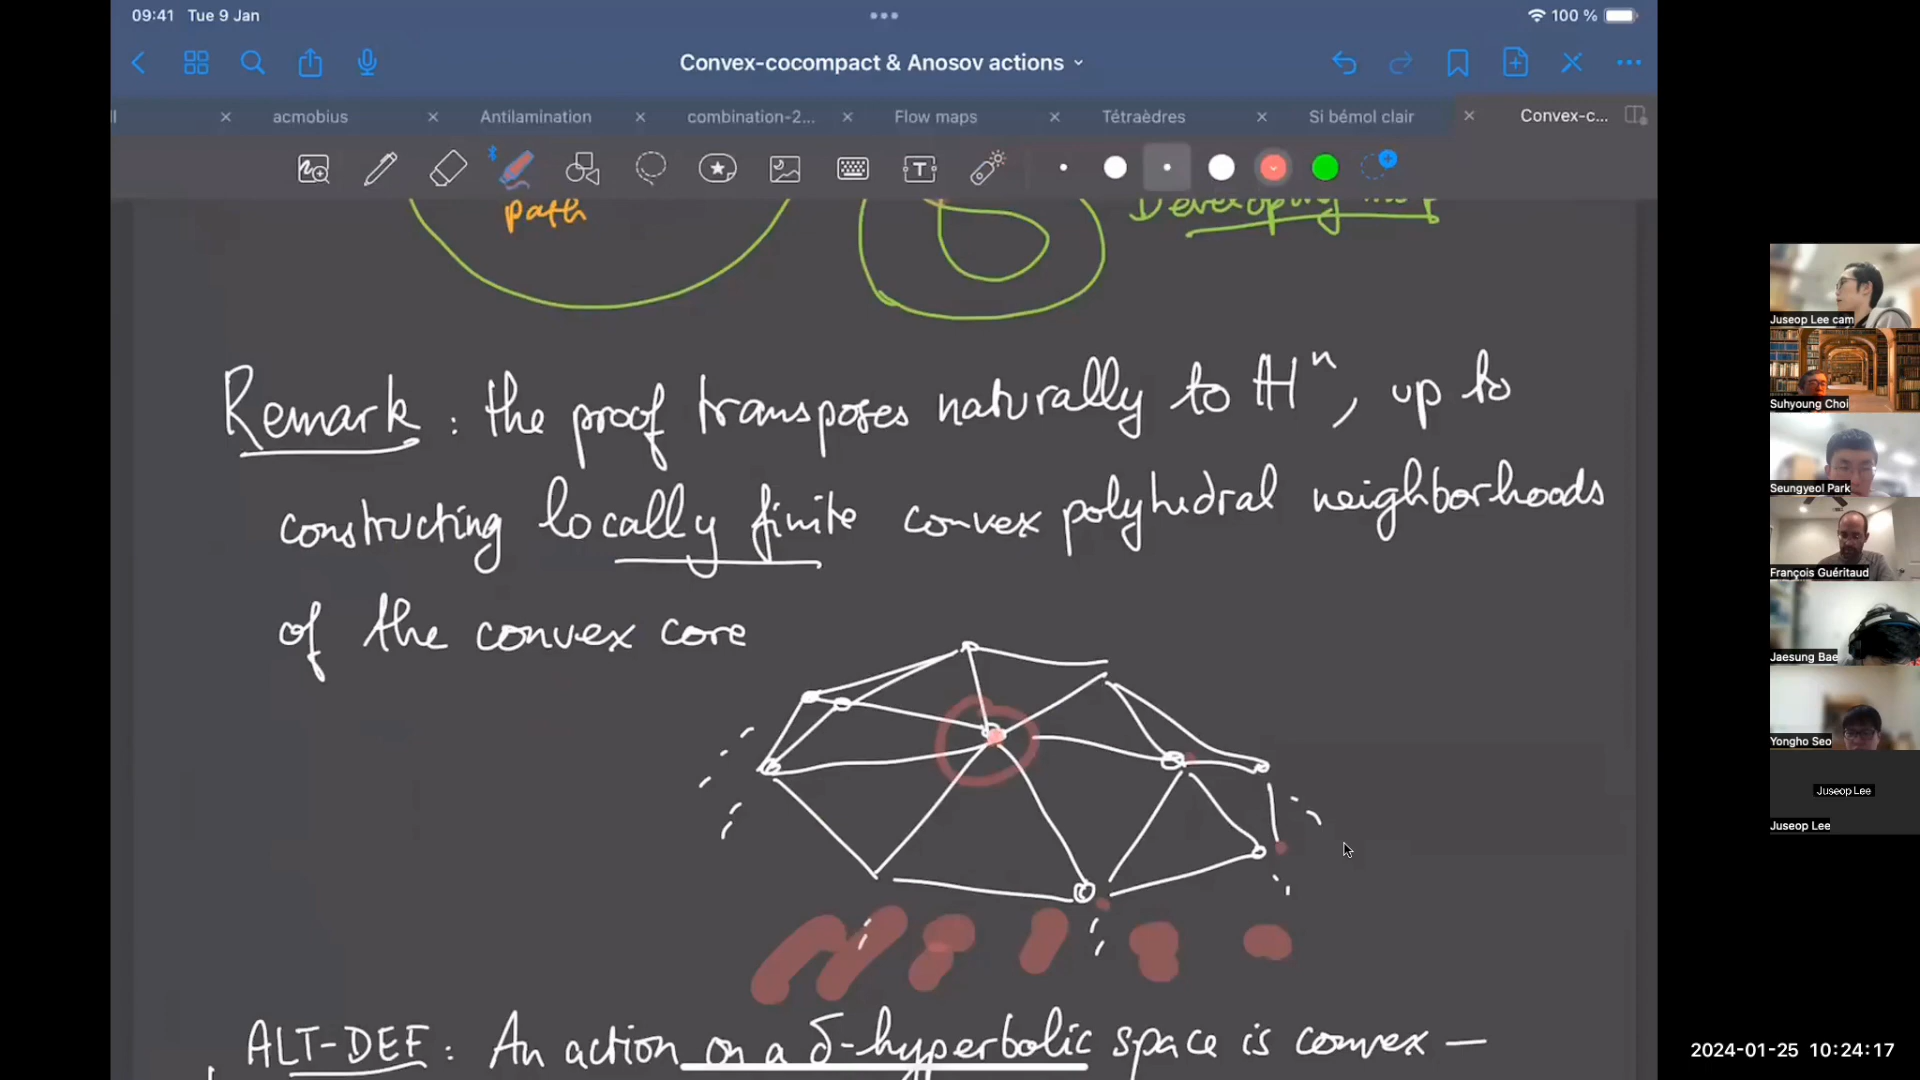 09:41 Tue 9 Jan
100 %
Convex-cocompact & Anosov actions
acmobius
Antilamination
combination-2...
Flow maps
Tétraèdres
Si bémol clair
Convex-c...
path
Developing map
Remark : the proof transposes naturally to ℍⁿ, up to
constructing locally finite convex polyhedral neighborhoods
of the convex core
ALT-DEF : An action on a δ-hyperbolic space is convex —
Juseop Lee cam
Suhyoung Choi
Seungyeol Park
François Guéritaud
Jaesung Bae
Yongho Seo
Juseop Lee
Juseop Lee
2024-01-25 10:24:17